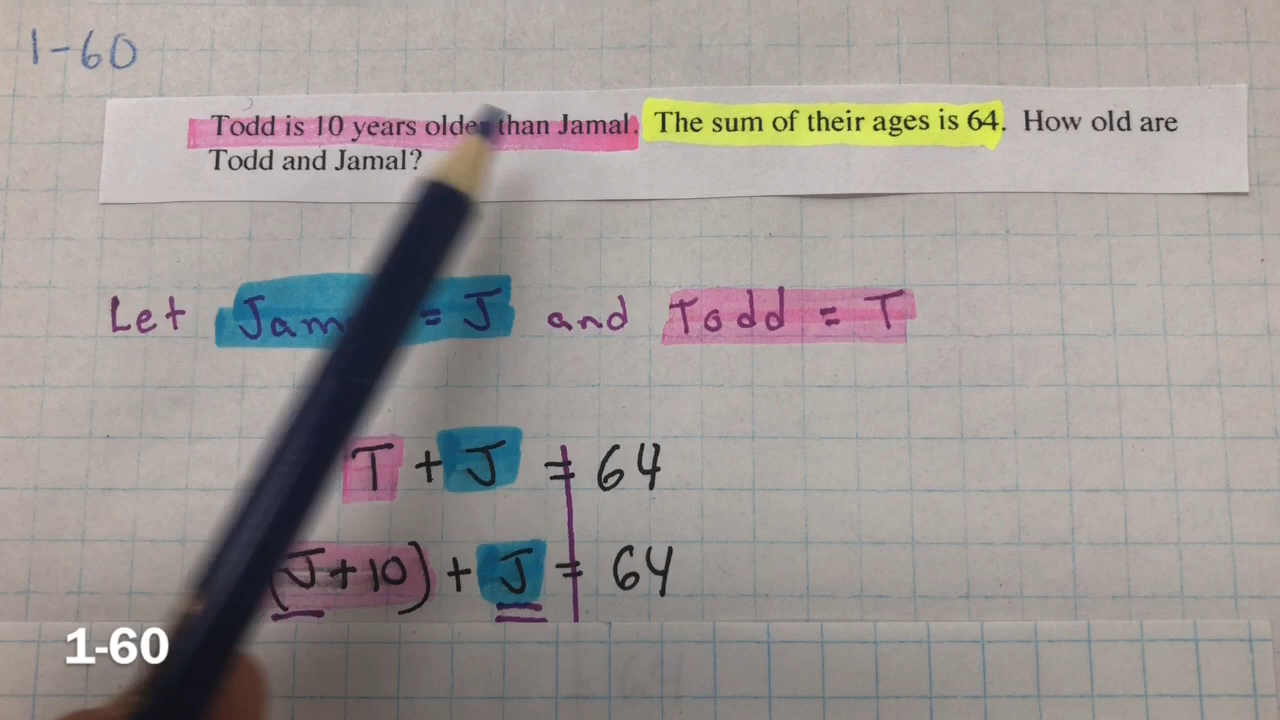 1-60
Todd is 10 years older than Jamal. The sum of their ages is 64. How old are
Todd and Jamal?
Let Jam = J and Todd = T
T + J = 64
(J+10) + J = 64
1-60